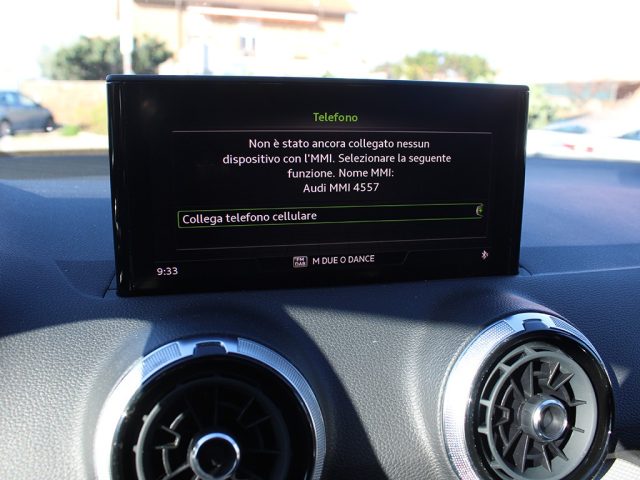 Telefono
Non è stato ancora collegato nessun
dispositivo con l'MMI. Selezionare la seguente
funzione. Nome MMI:
Audi MMI 4557
Collega telefono cellulare
9:33
FM
DAB
M DUE O DANCE